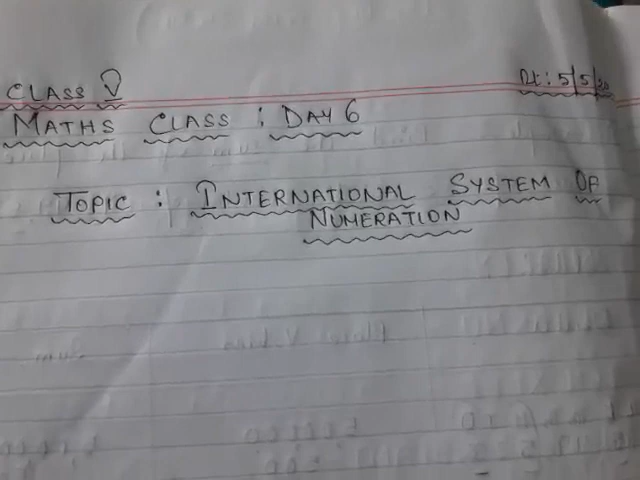 CLASS V
Dt: 5/5/20
MATHS CLASS : DAY 6
TOPIC : INTERNATIONAL SYSTEM OF
NUMERATION